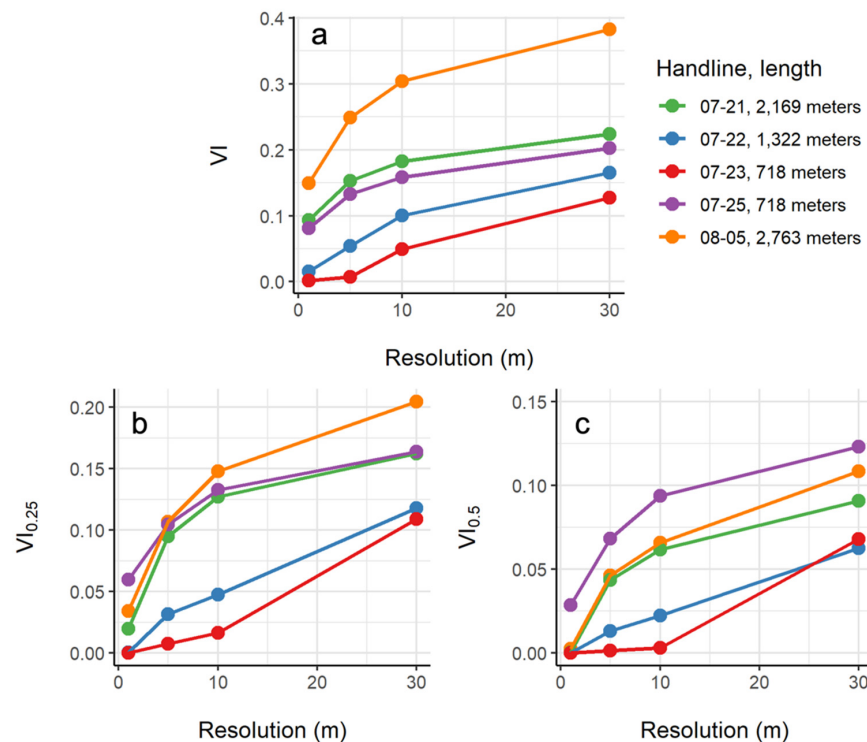 a
0.4
0.3
0.2
0.1
0.0
VI
0 10 20 30
Resolution (m)
Handline, length
07-21, 2,169 meters
07-22, 1,322 meters
07-23, 718 meters
07-25, 718 meters
08-05, 2,763 meters
b
0.20
0.15
0.10
0.05
0.00
VI0.25
0 10 20 30
Resolution (m)
c
0.15
0.10
0.05
0.00
VI0.5
0 10 20 30
Resolution (m)